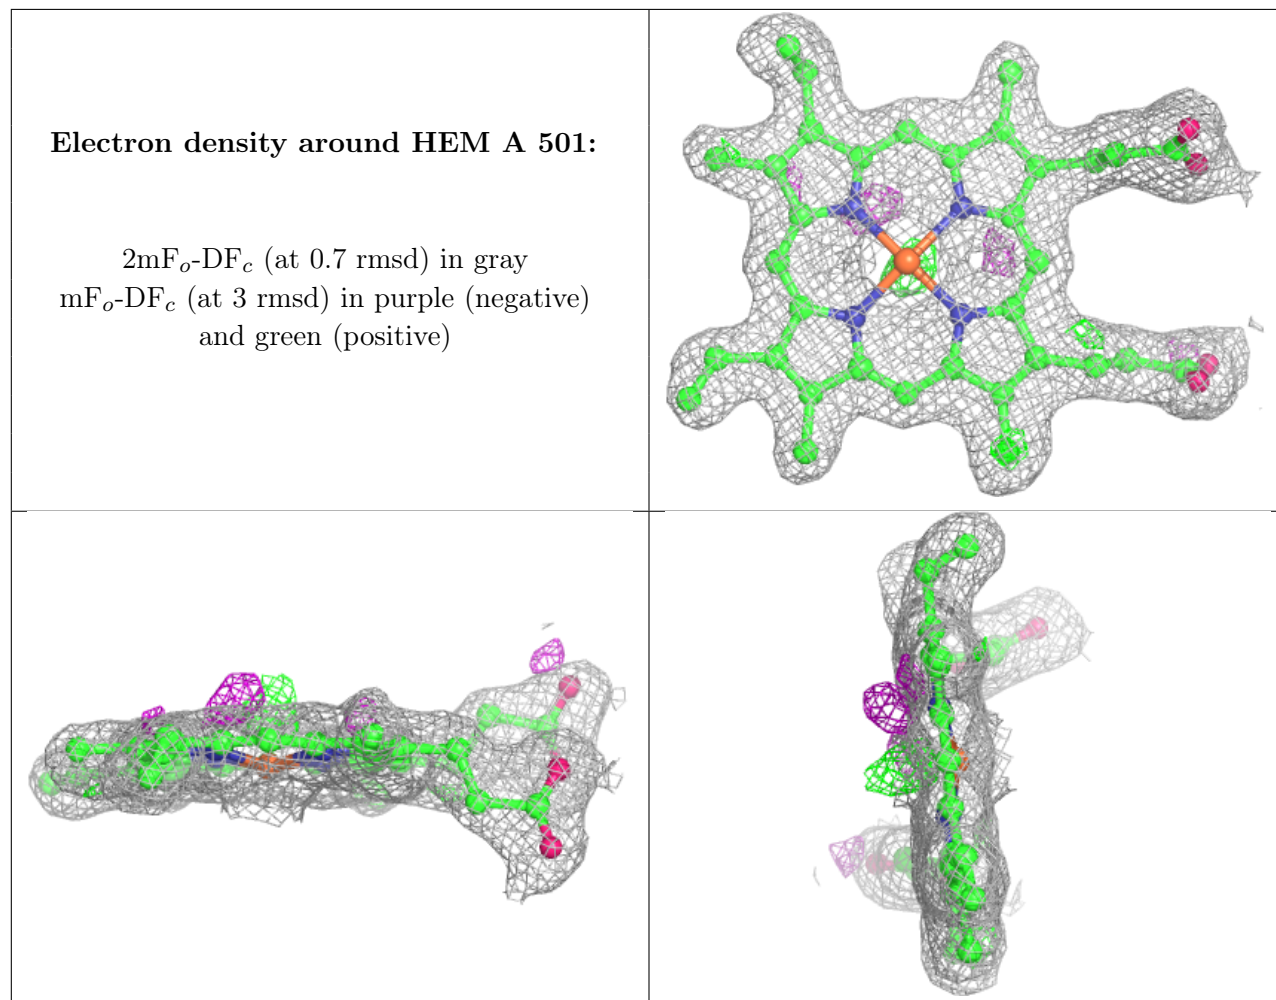 Electron density around HEM A 501:
2mFo-DFc (at 0.7 rmsd) in gray
mFo-DFc (at 3 rmsd) in purple (negative)
and green (positive)